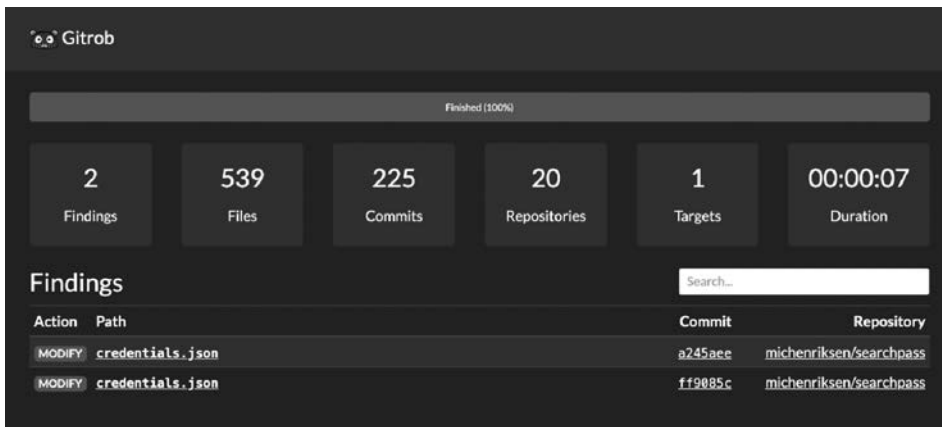 Gitrob
Finished (100%)
2 539 225 20 1 00:00:07
Findings Files Commits Repositories Targets Duration
Findings Search...
Action Path Commit Repository
MODIFY credentials.json a245aee michenriksen/searchpass
MODIFY credentials.json ff9085c michenriksen/searchpass